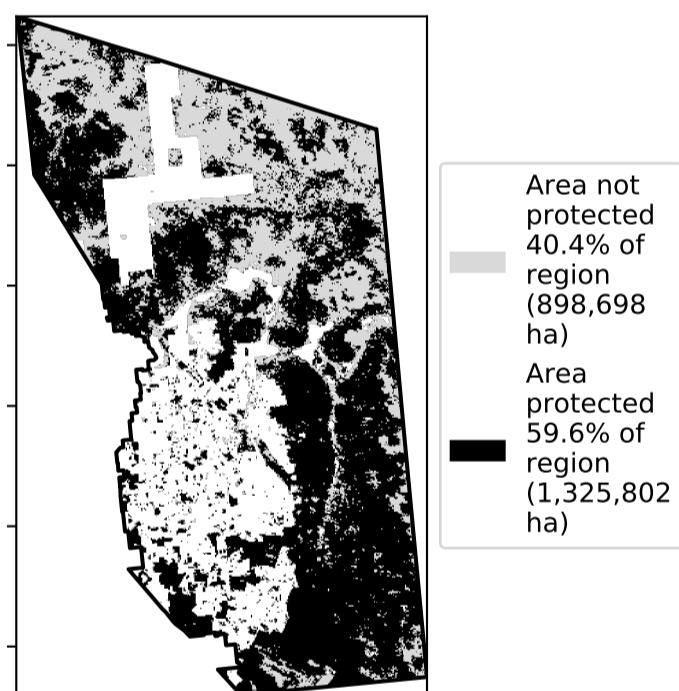 Area not
protected
40.4% of
region
(898,698
ha)
Area
protected
59.6% of
region
(1,325,802
ha)